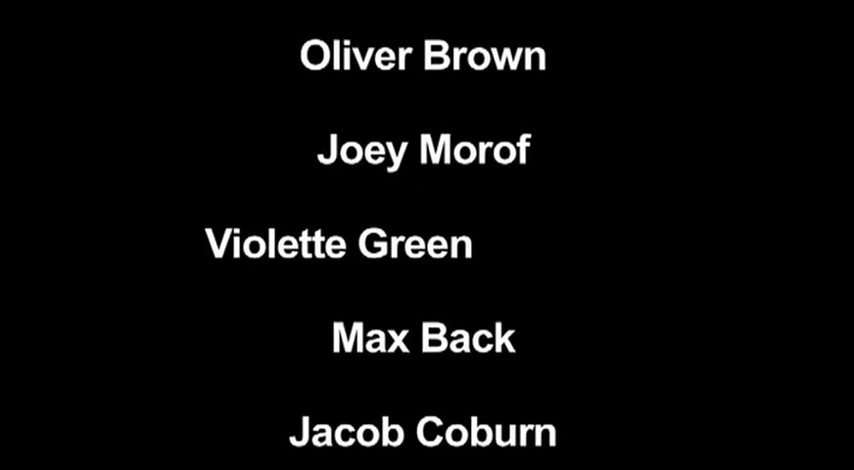 Oliver Brown
Joey Morof
Violette Green
Max Back
Jacob Coburn